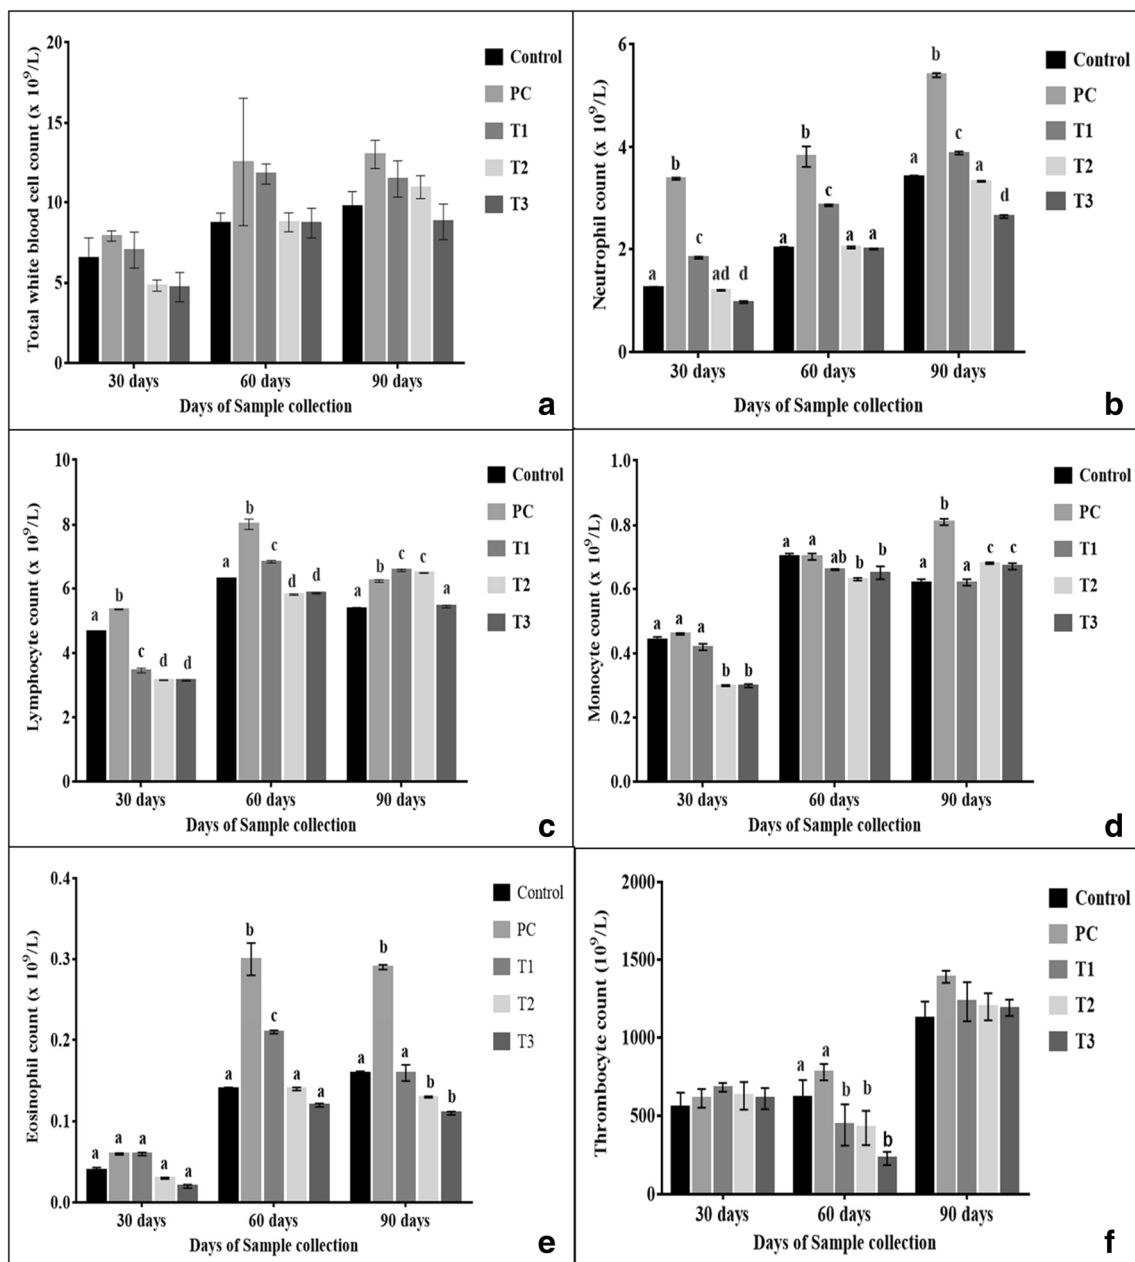 Total white blood cell count (x 10⁹/L)
20
15
10
5
0
30 days 60 days 90 days
Days of Sample collection
Control
PC
T1
T2
T3
a
Neutrophil count (x 10⁹/L)
6
4
2
0
a b c ad d
a b c a a
a b c a d
30 days 60 days 90 days
Days of Sample collection
Control
PC
T1
T2
T3
b
Lymphocyte count (x 10⁹/L)
10
8
6
4
2
0
a b c d d
a b c d d
a b c c a
30 days 60 days 90 days
Days of Sample collection
Control
PC
T1
T2
T3
c
Monocyte count (x 10⁹/L)
1.0
0.8
0.6
0.4
0.2
0.0
a a a b b
a a ab b b
a b a c c
30 days 60 days 90 days
Days of Sample collection
Control
PC
T1
T2
T3
d
Eosinophil count (x 10⁹/L)
0.4
0.3
0.2
0.1
0.0
a a a a a
a b c a a
a b a b b
30 days 60 days 90 days
Days of Sample collection
Control
PC
T1
T2
T3
e
Thrombocyte count (10⁹/L)
2000
1500
1000
500
0
a a b b b
30 days 60 days 90 days
Days of Sample collection
Control
PC
T1
T2
T3
f